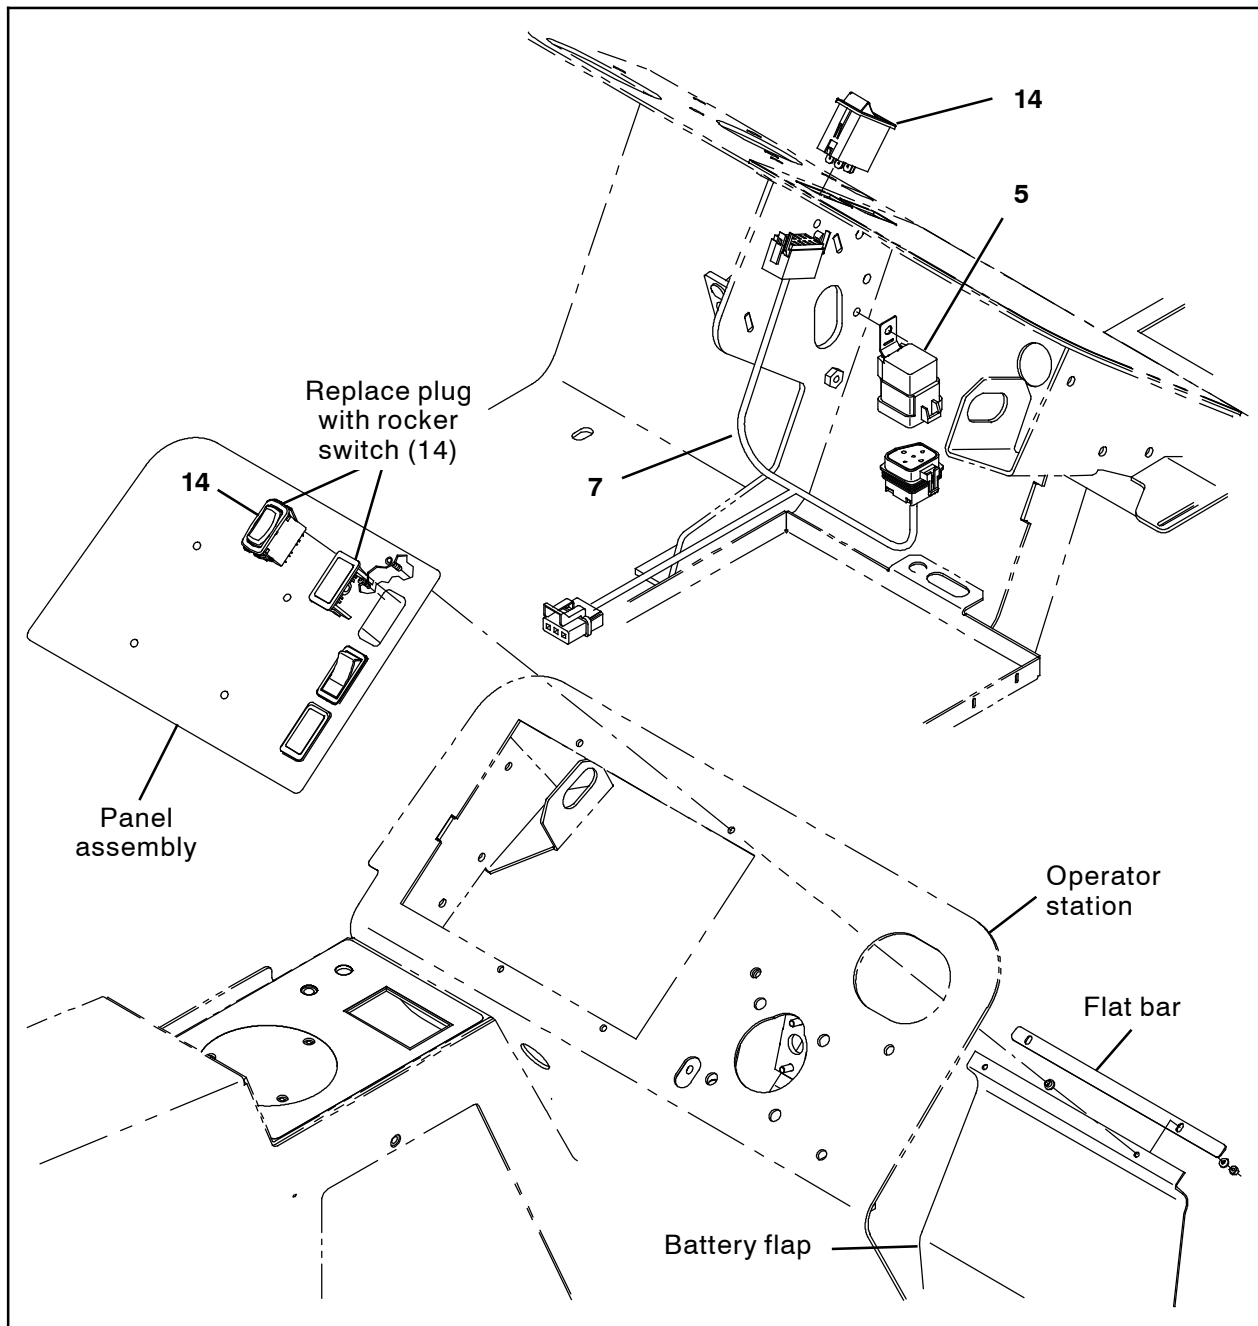 14
5
Replace plug
with rocker
switch (14)
14
7
Panel
assembly
Operator
station
Flat bar
Battery flap